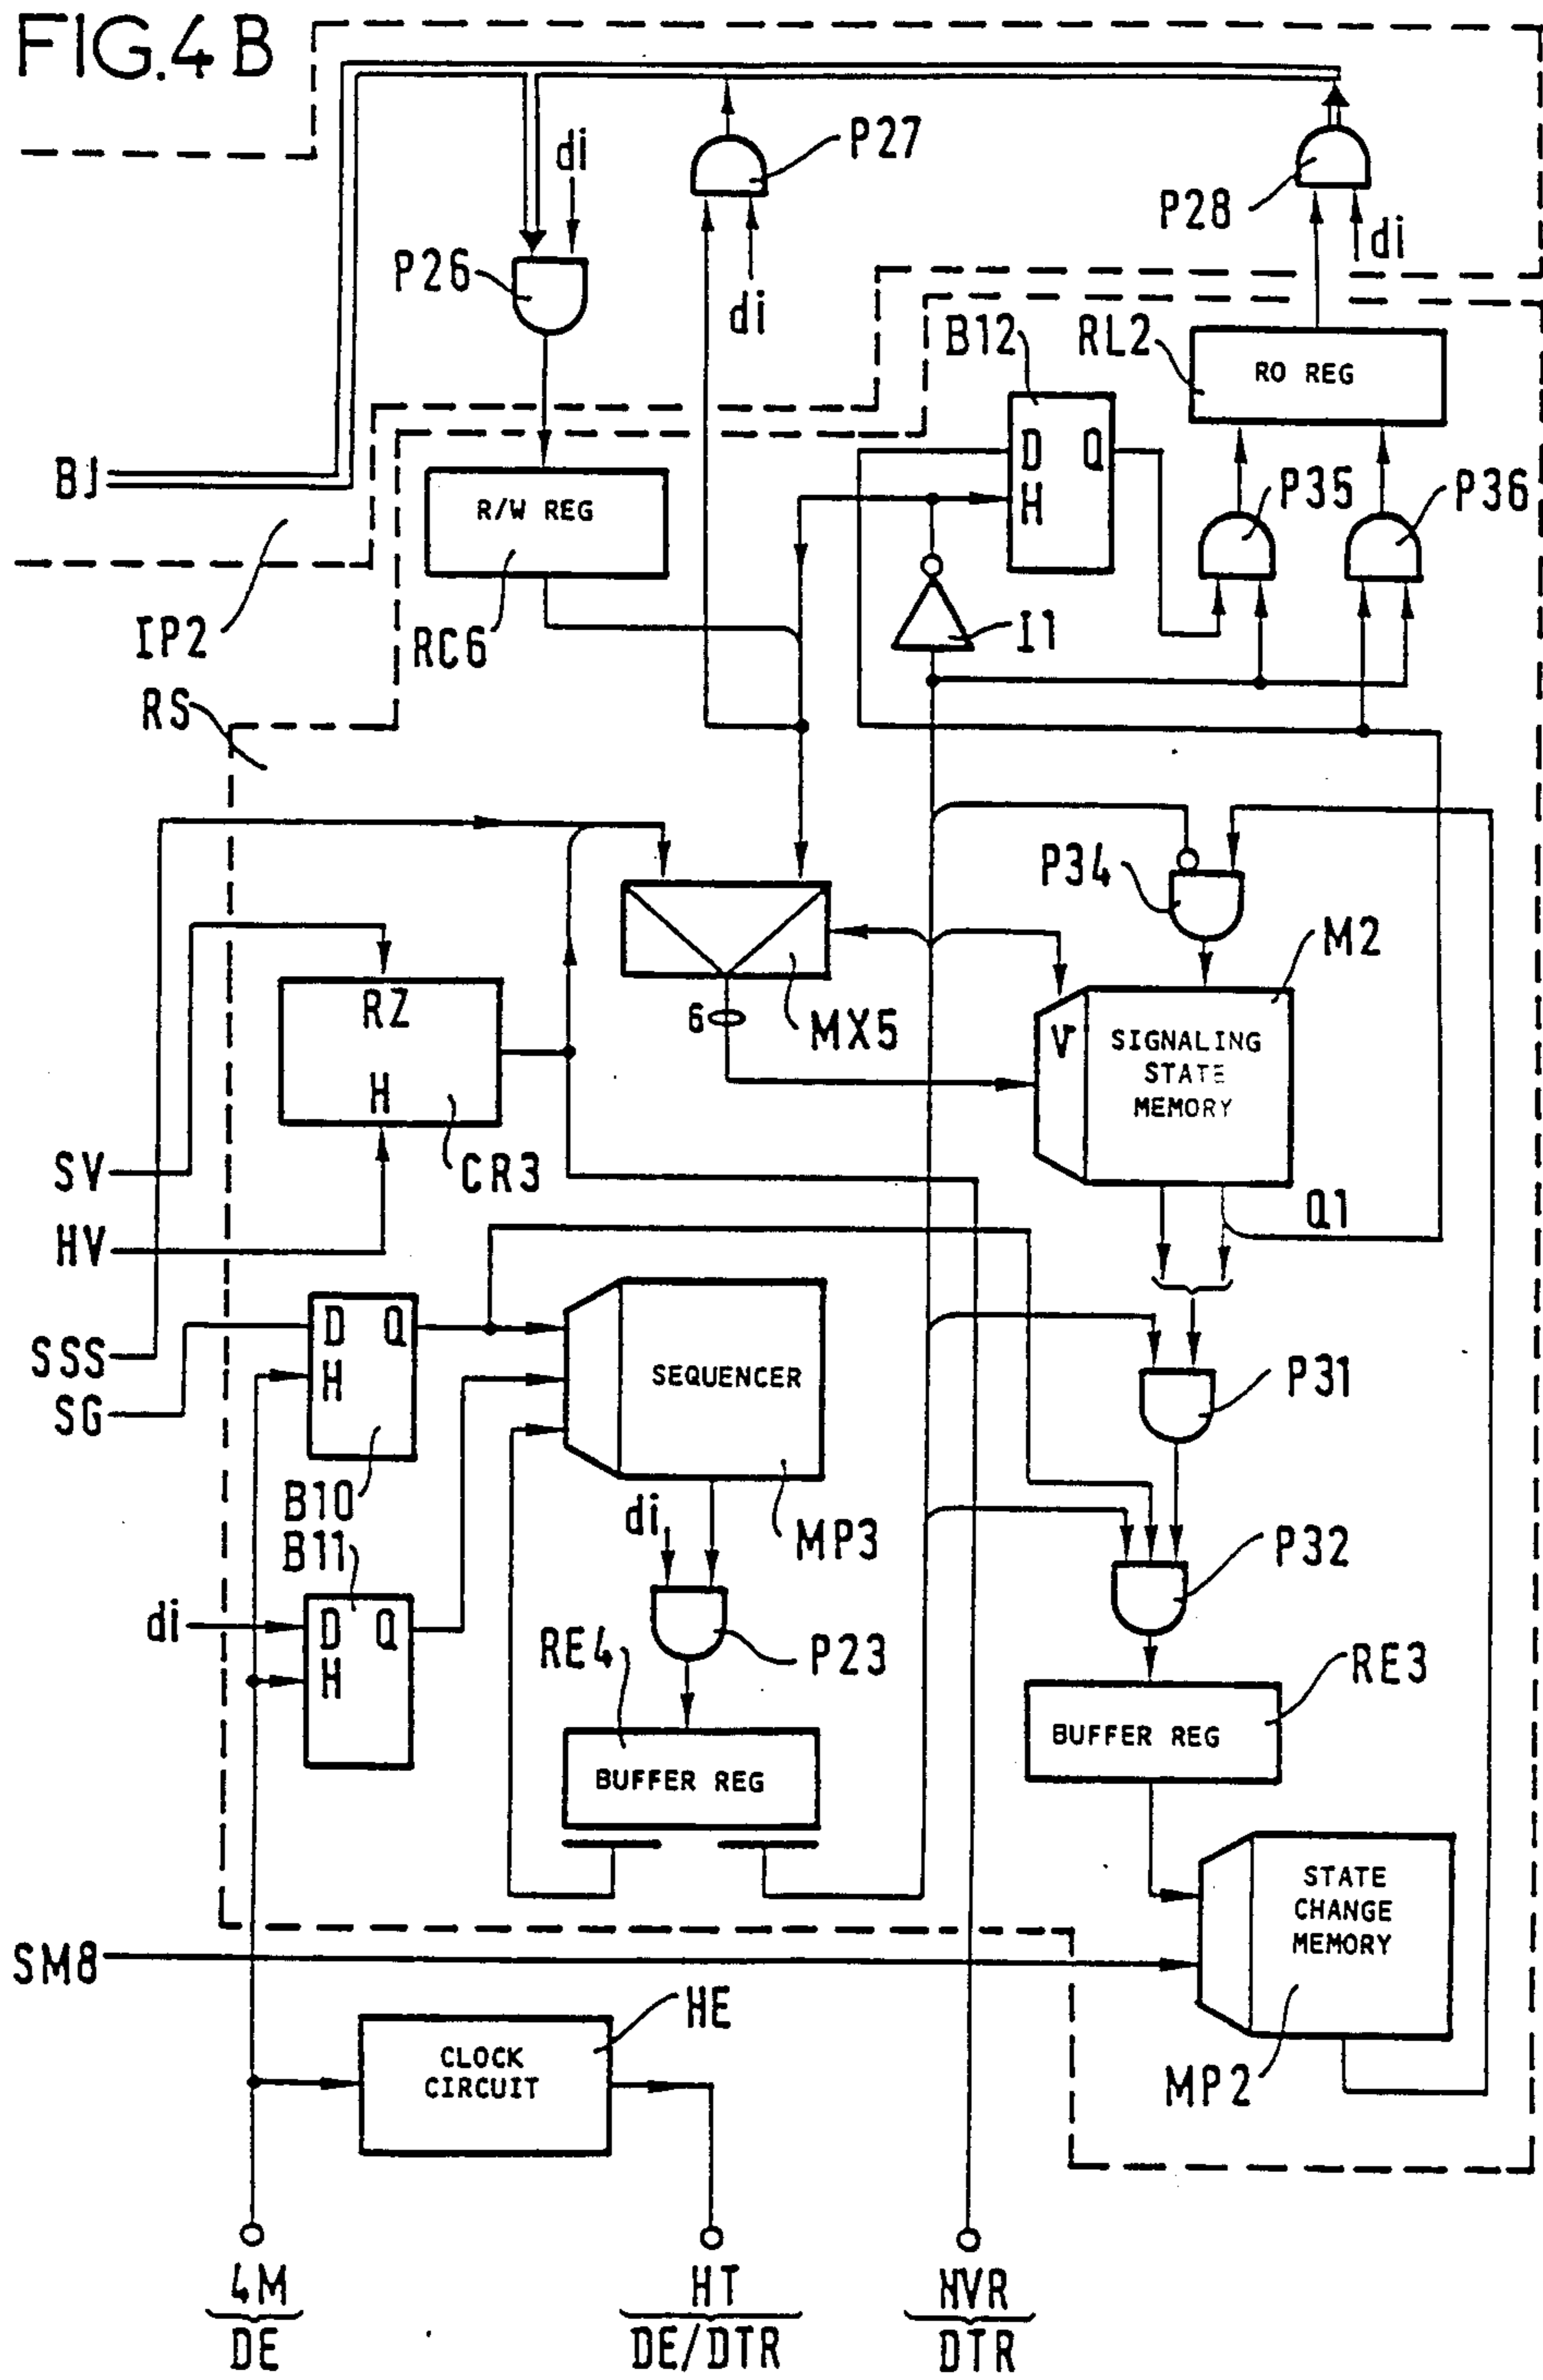 FIG.4 B
di
P27
P28
di
P26
di
B12
RL2
RO REG
BJ
D Q
H
R/W REG
P35
P36
IP2
RC6
I1
RS
P34
M2
RZ
H
6
MX5
V
SIGNALING
STATE
MEMORY
SV
CR3
Q1
HV
D Q
H
SSS
SG
SEQUENCER
P31
B10
di
MP3
B11
P32
di
D Q
H
RE4
P23
RE3
BUFFER REG
BUFFER REG
STATE
CHANGE
MEMORY
SM8
HE
CLOCK
CIRCUIT
MP2
4M
DE
HT
DE/DTR
HVR
DTR